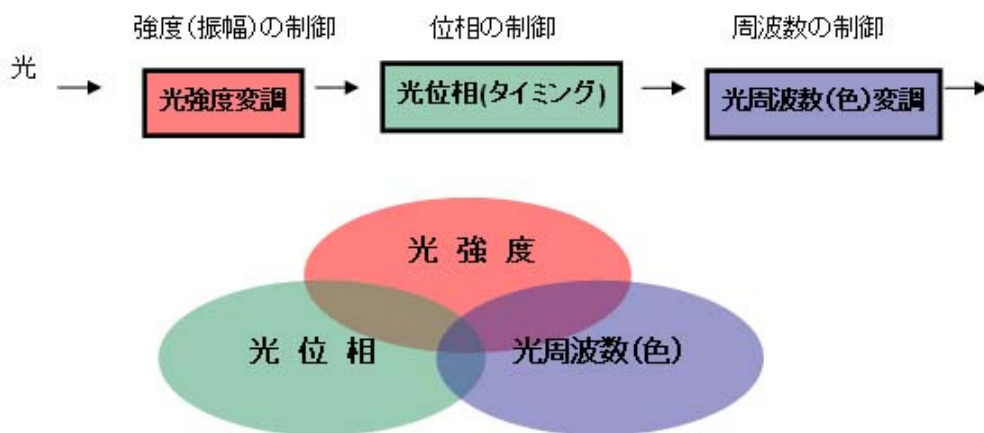 強度(振幅)の制御
位相の制御
周波数の制御
光
光強度変調
光位相(タイミング)
光周波数(色)変調
光 強 度
光 位 相
光周波数(色)